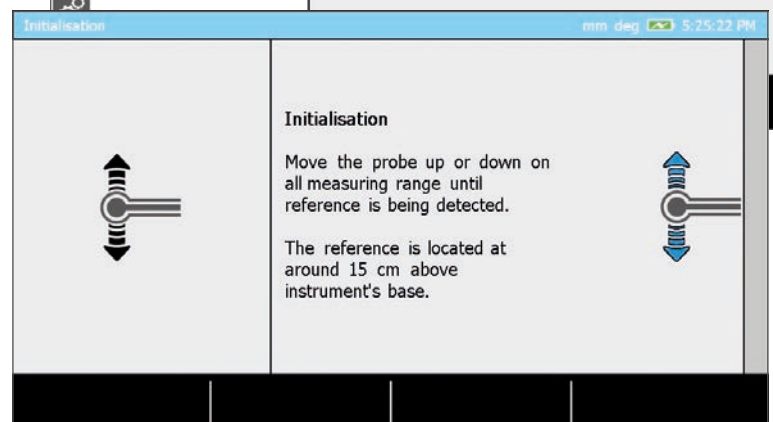 Initialisation mm deg 5:25:22 PM
Initialisation
Move the probe up or down on
all measuring range until
reference is being detected.
The reference is located at
around 15 cm above
instrument's base.